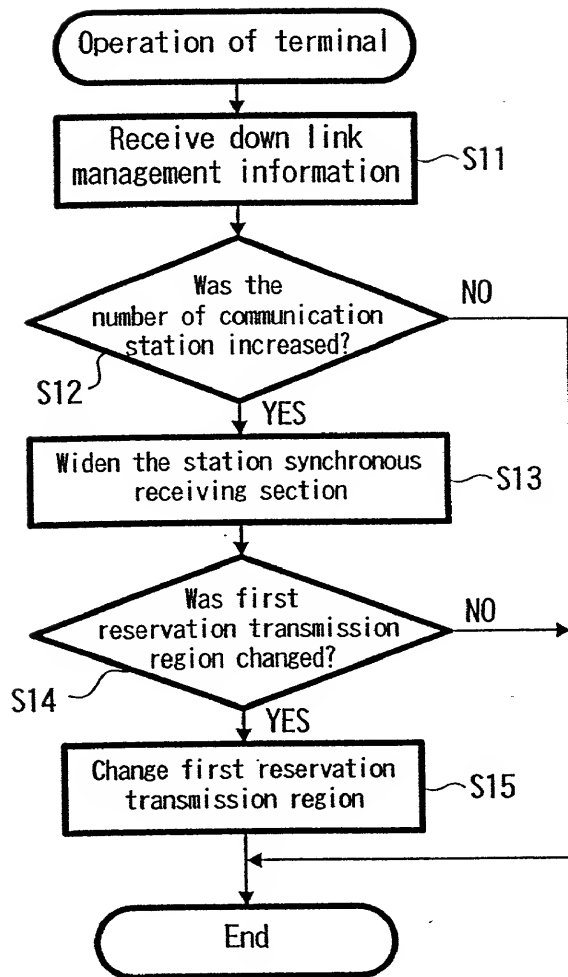 Operation of terminal
Receive down link
management information
S11
Was the
number of communication
station increased?
NO
S12
YES
Widen the station synchronous
receiving section
S13
Was first
reservation transmission
region changed?
NO
S14
YES
Change first reservation
transmission region
S15
End